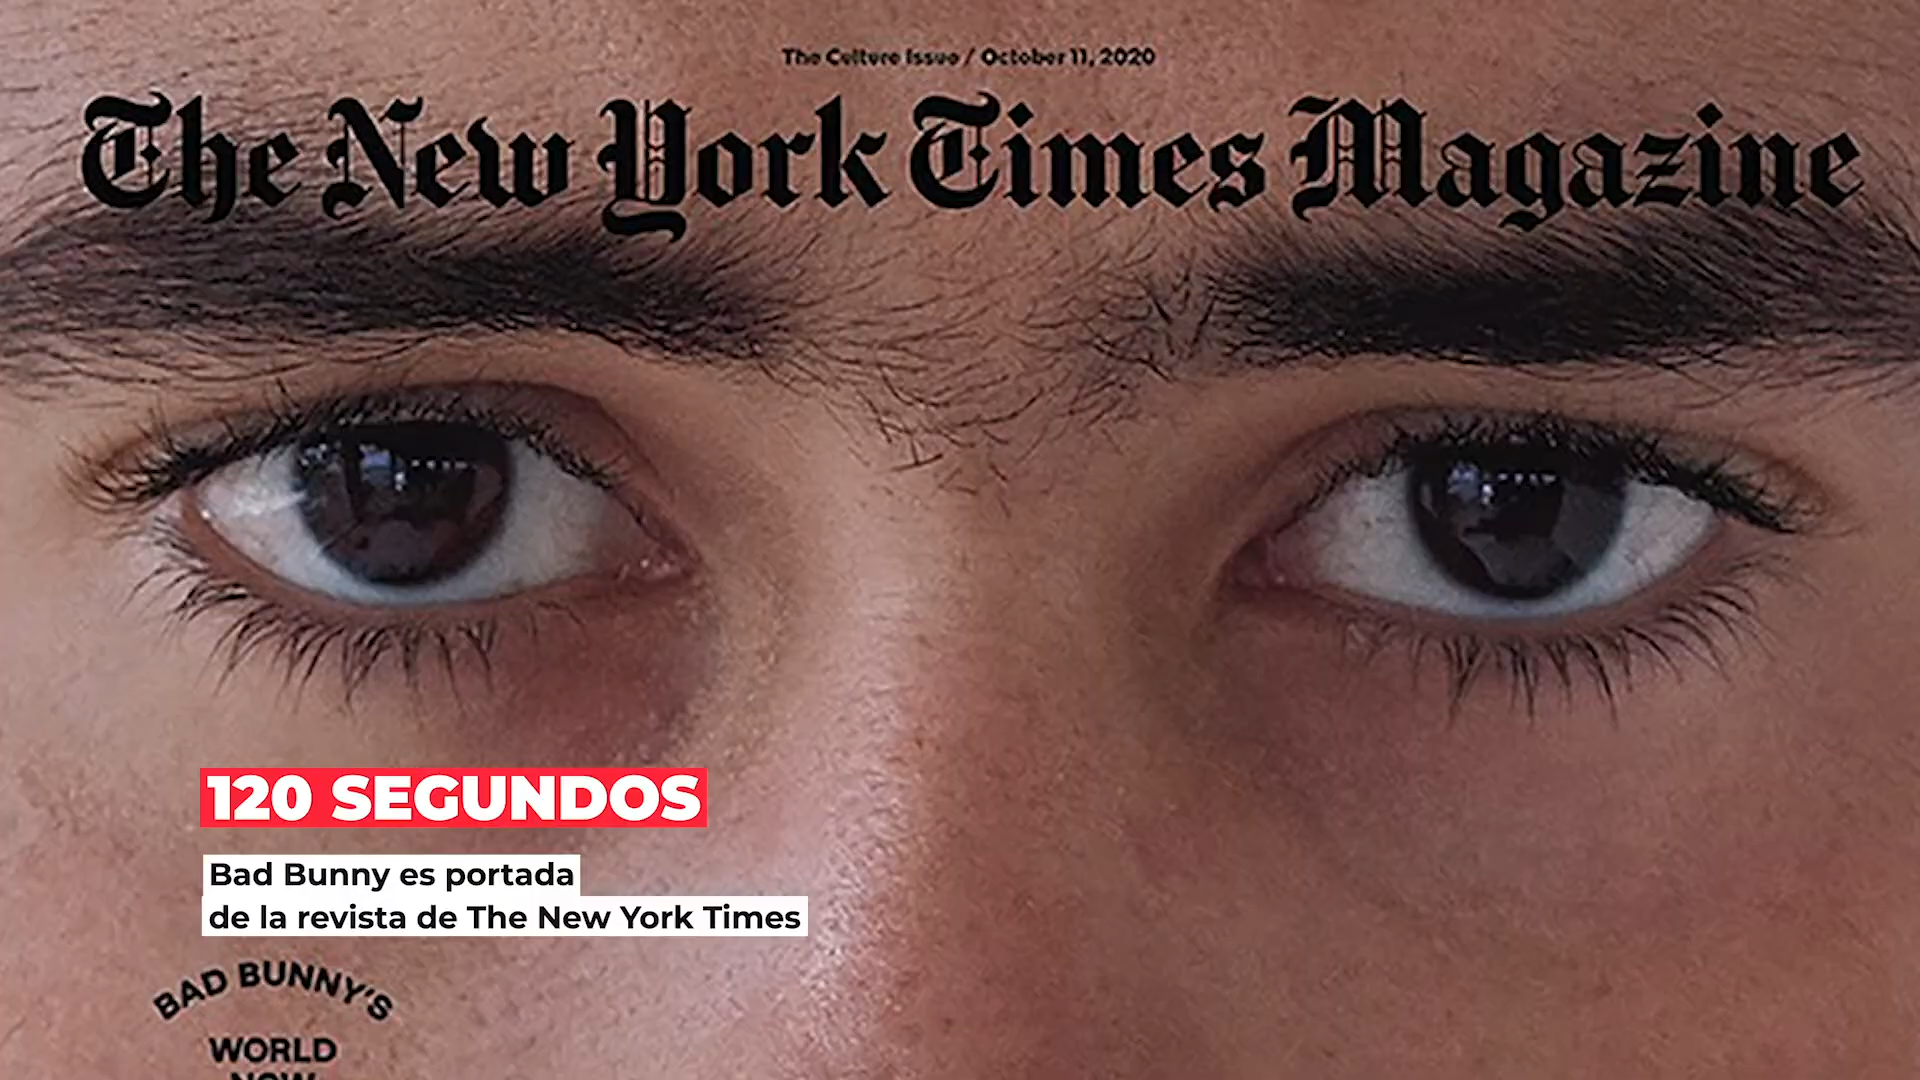 The Culture Issue / October 11, 2020
The New York Times Magazine
120 SEGUNDOS
Bad Bunny es portada
de la revista de The New York Times
BAD BUNNY'S
WORLD
NOW